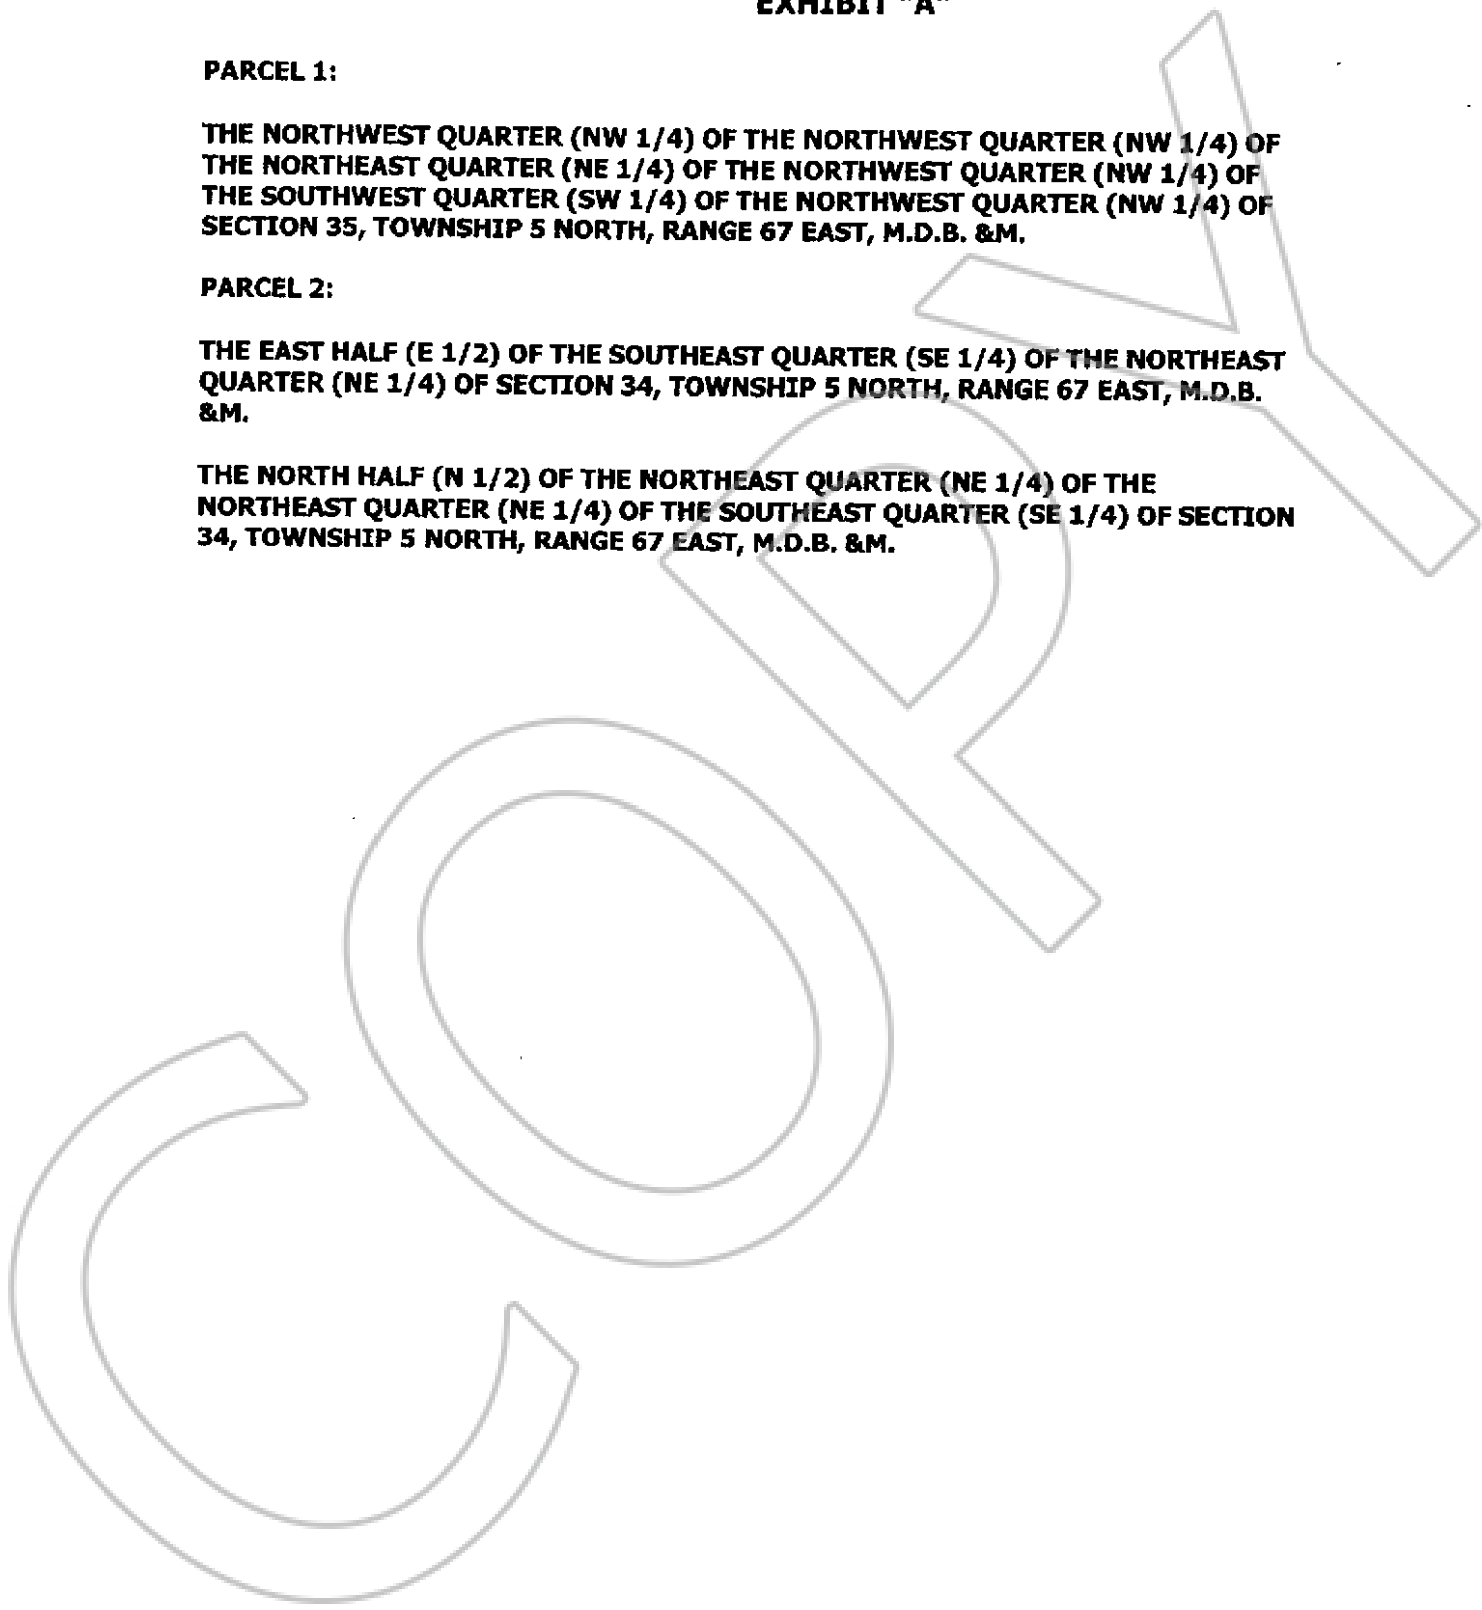 EXHIBIT "A"
PARCEL 1:
THE NORTHWEST QUARTER (NW 1/4) OF THE NORTHWEST QUARTER (NW 1/4) OF
THE NORTHEAST QUARTER (NE 1/4) OF THE NORTHWEST QUARTER (NW 1/4) OF
THE SOUTHWEST QUARTER (SW 1/4) OF THE NORTHWEST QUARTER (NW 1/4) OF
SECTION 35, TOWNSHIP 5 NORTH, RANGE 67 EAST, M.D.B. &M.
PARCEL 2:
THE EAST HALF (E 1/2) OF THE SOUTHEAST QUARTER (SE 1/4) OF THE NORTHEAST
QUARTER (NE 1/4) OF SECTION 34, TOWNSHIP 5 NORTH, RANGE 67 EAST, M.D.B.
&M.
THE NORTH HALF (N 1/2) OF THE NORTHEAST QUARTER (NE 1/4) OF THE
NORTHEAST QUARTER (NE 1/4) OF THE SOUTHEAST QUARTER (SE 1/4) OF SECTION
34, TOWNSHIP 5 NORTH, RANGE 67 EAST, M.D.B. &M.
COPY